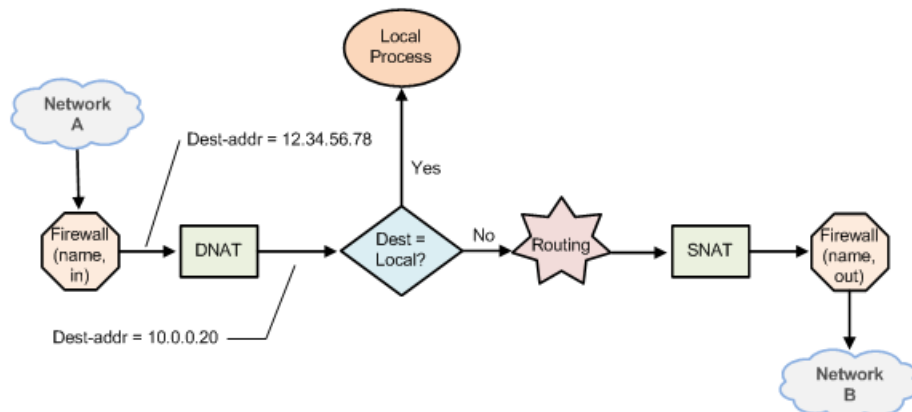 Local
Process
Network
A
Dest-addr = 12.34.56.78
Yes
Firewall
(name,
in)
DNAT
Dest =
Local?
No
Routing
SNAT
Firewall
(name,
out)
Dest-addr = 10.0.0.20
Network
B